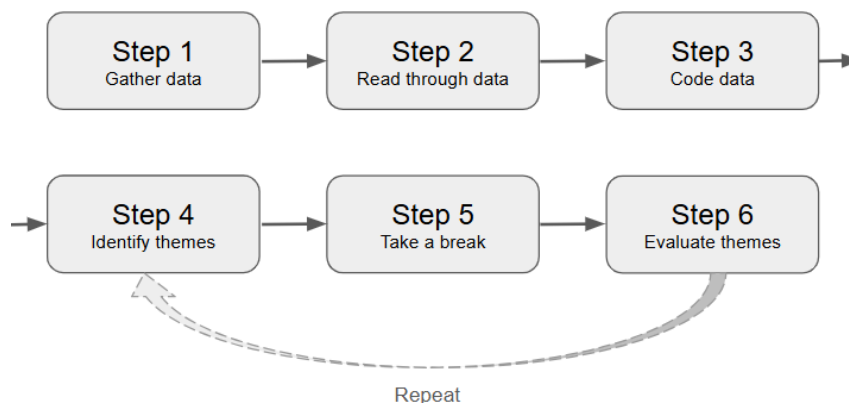 Step 1
Gather data
Step 2
Read through data
Step 3
Code data
Step 4
Identify themes
Step 5
Take a break
Step 6
Evaluate themes
Repeat